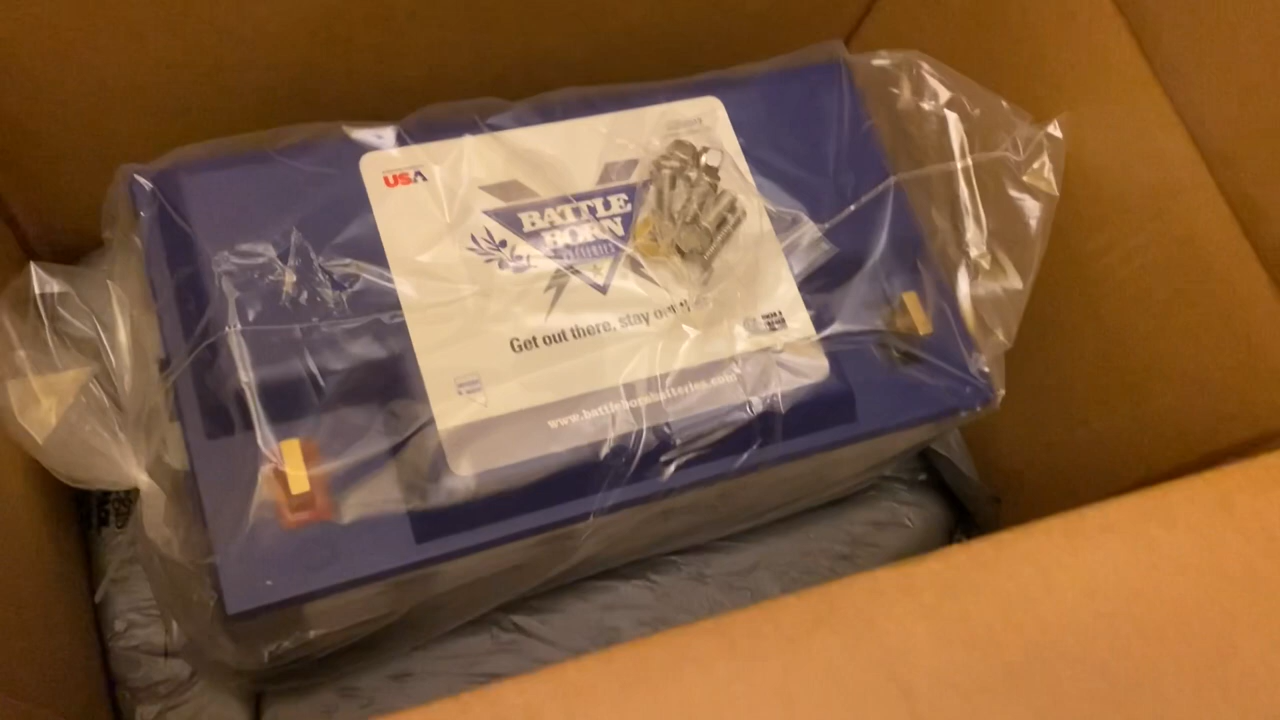 USA
BATTLE
BORN
Get out there, stay out
www.battlebornbatteries.com